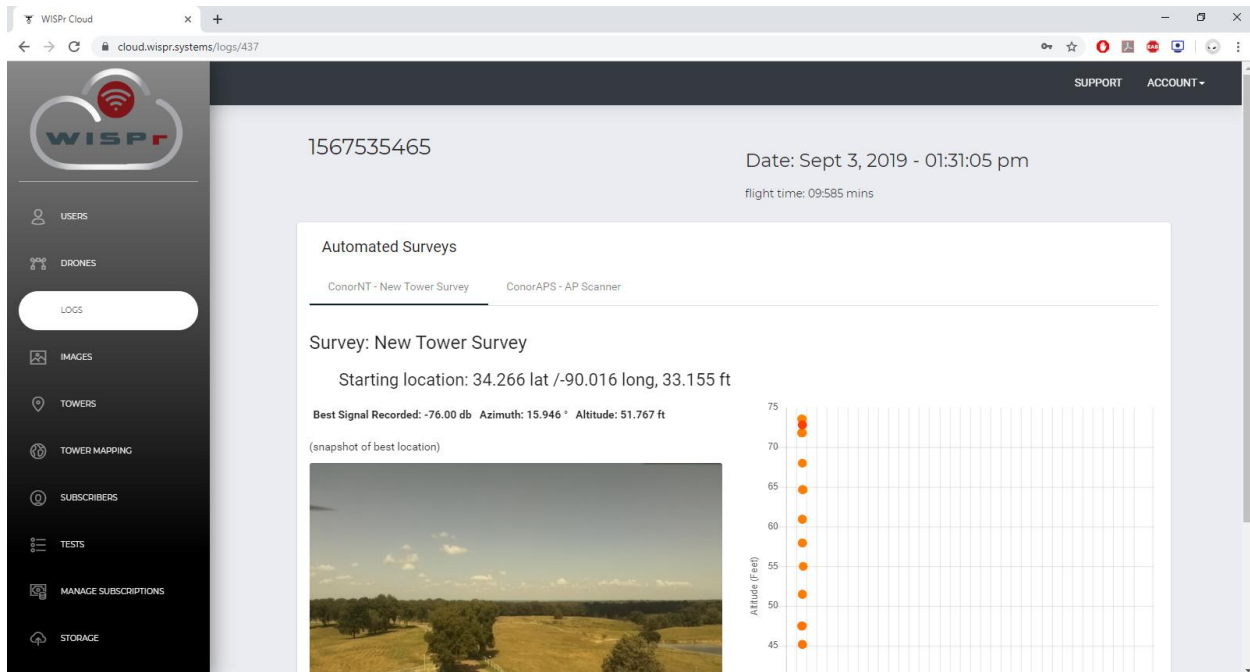 WISPr Cloud
cloud.wispr.systems/logs/437
EAB
WISPr
SUPPORT ACCOUNT
1567535465
Date: Sept 3, 2019 - 01:31:05 pm
flight time: 09:585 mins
USERS
DRONES
LOGS
IMAGES
TOWERS
TOWER MAPPING
SUBSCRIBERS
TESTS
MANAGE SUBSCRIPTIONS
STORAGE
Automated Surveys
ConorNT - New Tower Survey ConorAPS - AP Scanner
Survey: New Tower Survey
Starting location: 34.266 lat /-90.016 long, 33.155 ft
Best Signal Recorded: -76.00 db Azimuth: 15.946 ° Altitude: 51.767 ft
(snapshot of best location)
75
70
65
60
55
50
45
Altitude (Feet)